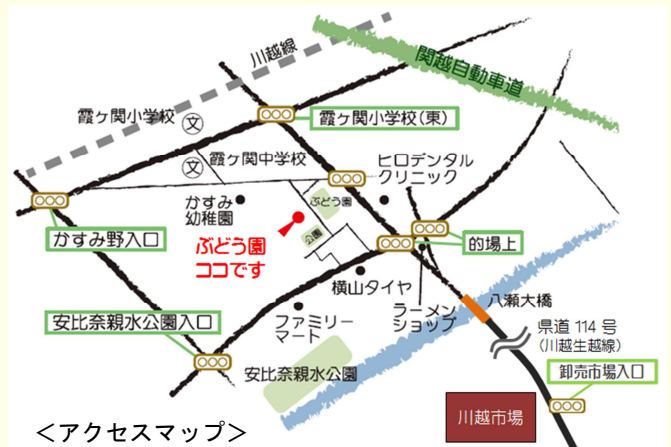 川越線
関越自動車道
霞ヶ関小学校
文
霞ヶ関小学校(東)
霞ヶ関中学校
文
ヒロデンタル
クリニック
かすみ
幼稚園
ぶどう園
公園
かすみ野入口
ぶどう園
ココです
的場上
横山タイヤ
ラーメン
ショップ
八瀬大橋
安比奈親水公園入口
ファミリー
マート
県道 114 号
(川越生越線)
安比奈親水公園
卸売市場入口
川越市場
＜アクセスマップ＞